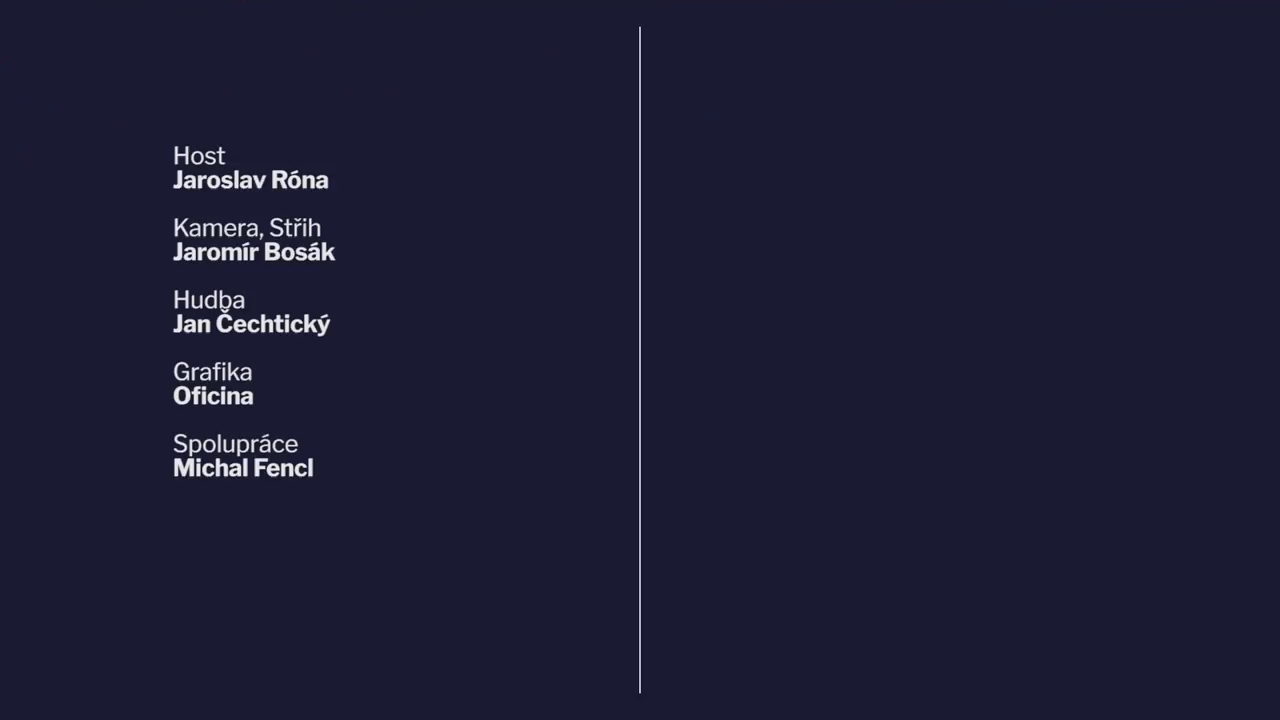 Host
Jaroslav Róna
Kamera, Střih
Jaromír Bosák
Hudba
Jan Čechtický
Grafika
Oficina
Spolupráce
Michal Fencl